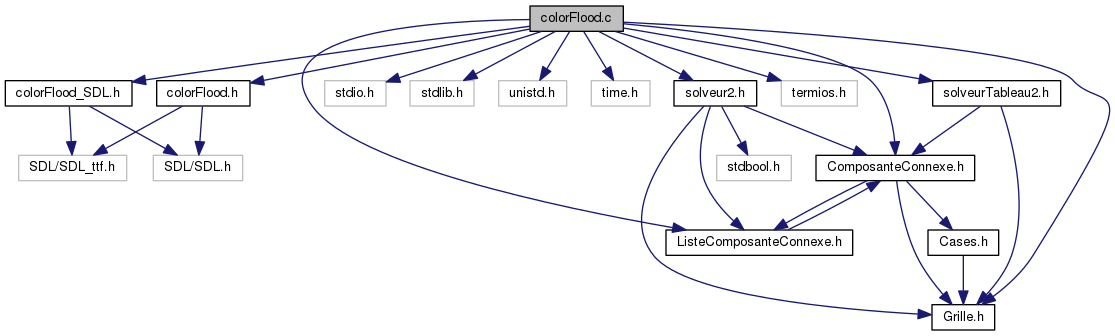 colorFlood.c
colorFlood_SDL.h
colorFlood.h
stdio.h
stdlib.h
unistd.h
time.h
solveur2.h
termios.h
solveurTableau2.h
SDL/SDL_ttf.h
SDL/SDL.h
stdbool.h
ComposanteConnexe.h
ListeComposanteConnexe.h
Cases.h
Grille.h